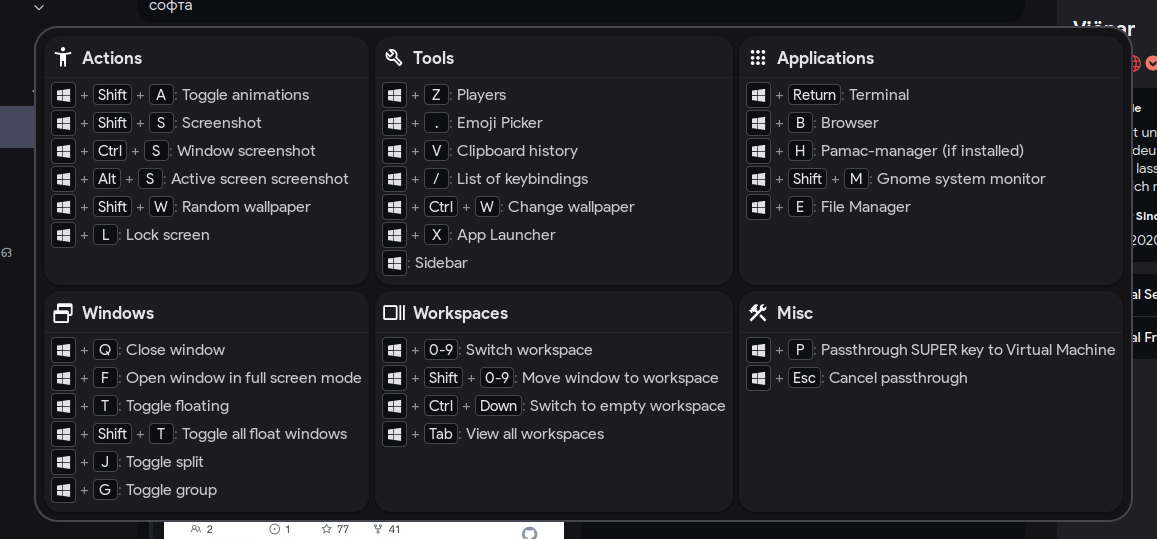 софта
Viënar
Actions
+ Shift + A : Toggle animations
+ Shift + S : Screenshot
+ Ctrl + S : Window screenshot
+ Alt + S : Active screen screenshot
+ Shift + W : Random wallpaper
+ L : Lock screen
Tools
+ Z : Players
+ . : Emoji Picker
+ V : Clipboard history
+ / : List of keybindings
+ Ctrl + W : Change wallpaper
+ X : App Launcher
: Sidebar
Applications
+ Return : Terminal
+ B : Browser
+ H : Pamac-manager (if installed)
+ Shift + M : Gnome system monitor
+ E : File Manager
Windows
+ Q : Close window
+ F : Open window in full screen mode
+ T : Toggle floating
+ Shift + T : Toggle all float windows
+ J : Toggle split
+ G : Toggle group
Workspaces
+ 0-9 : Switch workspace
+ Shift + 0-9 : Move window to workspace
+ Ctrl + Down : Switch to empty workspace
+ Tab : View all workspaces
Misc
+ P : Passthrough SUPER key to Virtual Machine
+ Esc : Cancel passthrough
63
2 1 77 41